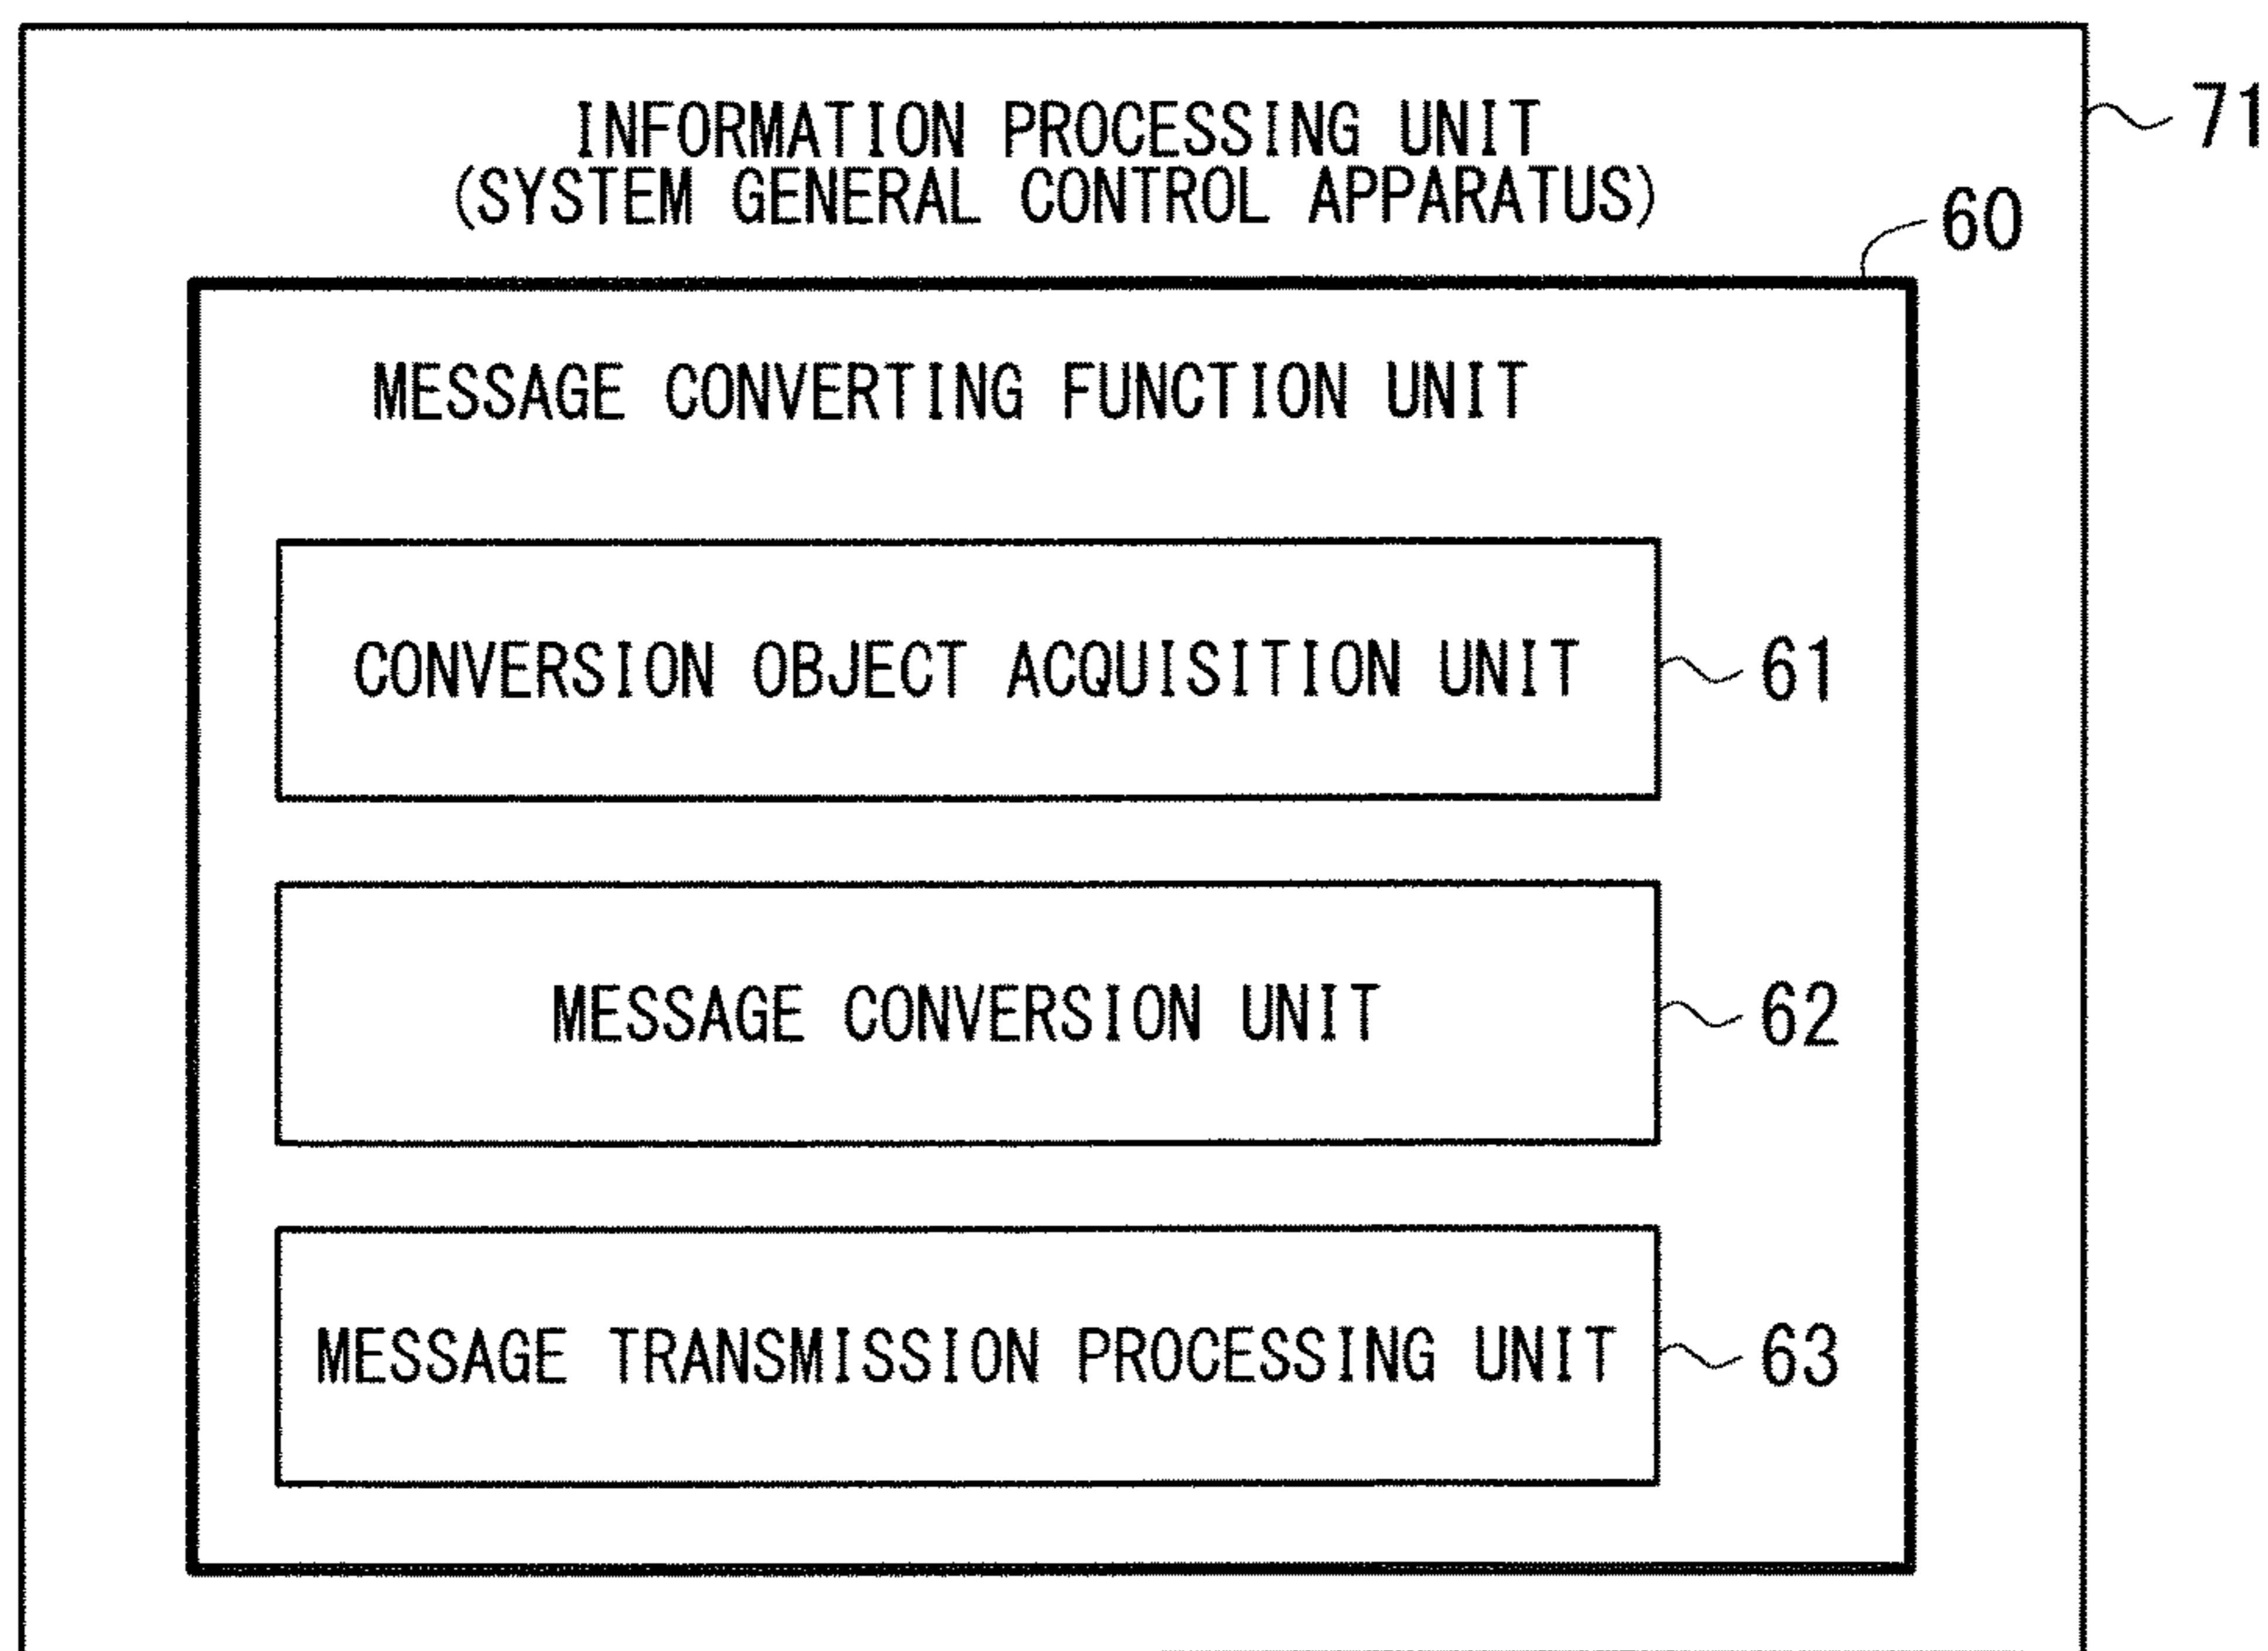 INFORMATION PROCESSING UNIT
71
(SYSTEM GENERAL CONTROL APPARATUS)
60
MESSAGE CONVERTING FUNCTION UNIT
CONVERSION OBJECT ACQUISITION UNIT
61
MESSAGE CONVERSION UNIT
62
MESSAGE TRANSMISSION PROCESSING UNIT
63